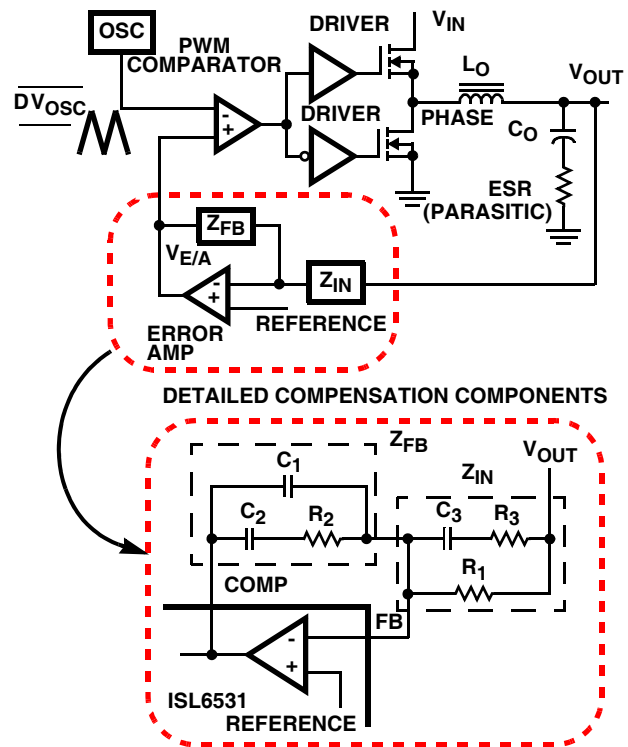 OSC
PWM
COMPARATOR
DRIVER
VIN
DVOSC
DRIVER
LO
VOUT
PHASE
CO
ESR
(PARASITIC)
-
+
ZFB
VE/A
-
+
ZIN
REFERENCE
ERROR
AMP
DETAILED COMPENSATION COMPONENTS
ZFB
VOUT
C1
ZIN
C2
R2
C3
R3
COMP
R1
FB
-
+
ISL6531
REFERENCE